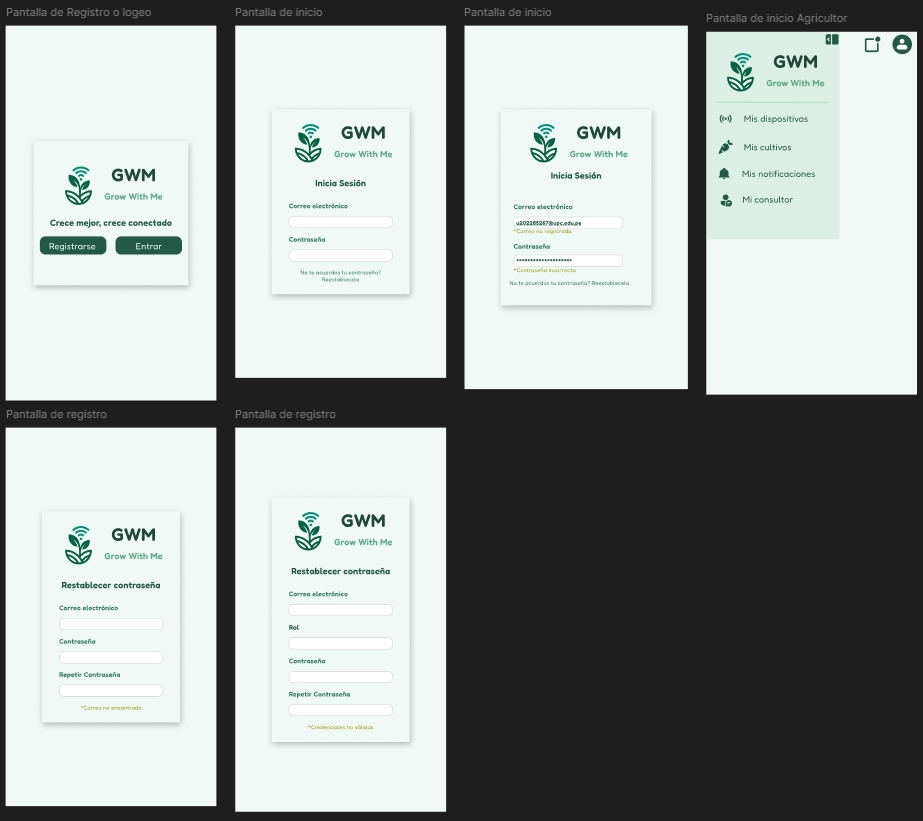 Pantalla de Registro o logeo
GWM
Grow With Me
Crece mejor, crece conectado
Registrarse
Entrar
Pantalla de inicio
GWM
Grow With Me
Inicia Sesión
Correo electrónico
Contraseña
No te acuerdas tu contraseña?
Reestablecela
Pantalla de inicio
GWM
Grow With Me
Inicia Sesión
Correo electrónico
u202285267@upc.edu.pe
*Correo no registrado
Contraseña
********************
*Contraseña incorrecta
No te acuerdas tu contraseña? Reestablecela
Pantalla de inicio Agricultor
GWM
Grow With Me
Mis dispositivos
Mis cultivos
Mis notificaciones
Mi consultor
Pantalla de registro
GWM
Grow With Me
Restablecer contraseña
Correo electrónico
Contraseña
Repetir Contraseña
*Correo no encontrado
Pantalla de registro
GWM
Grow With Me
Restablecer contraseña
Correo electrónico
Rol
Contraseña
Repetir Contraseña
*Credenciales no válidas